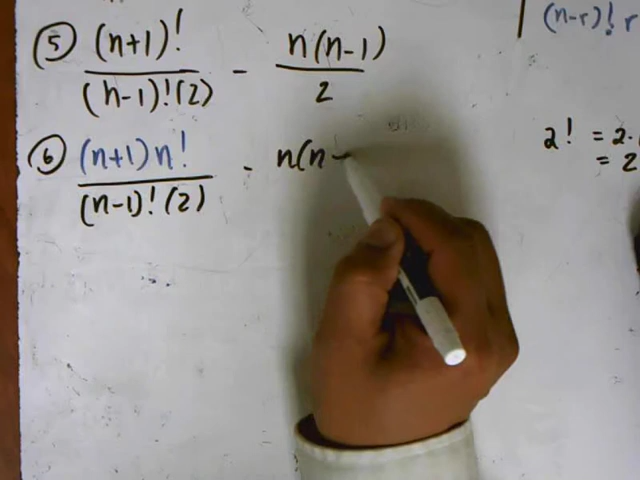 ⑤ (n+1)! / (n-1)!(2) - n(n-1) / 2
⑥ (n+1)n! / (n-1)!(2) - n(n -
(n-r)! r
2! = 2·
= 2